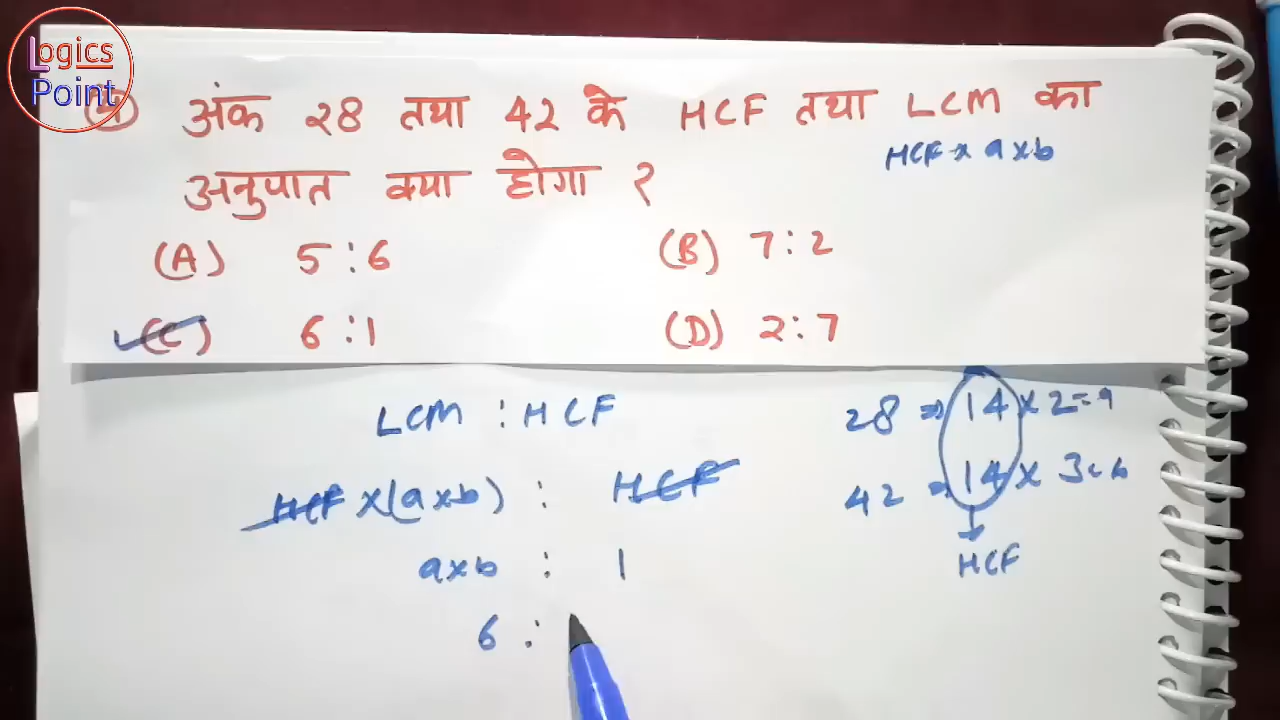 Logics
Point
अंक 28 तथा 42 के HCF तथा LCM का
HCF x a x b
अनुपात क्या होगा ?
(A) 5 : 6 (B) 7 : 2
(C) 6 : 1 (D) 2 : 7
LCM : HCF
28 ⇒ 14 x 2 = a
HCF x (a x b) : HCF
42 = 14 x 3 = b
a x b : 1
HCF
6 :